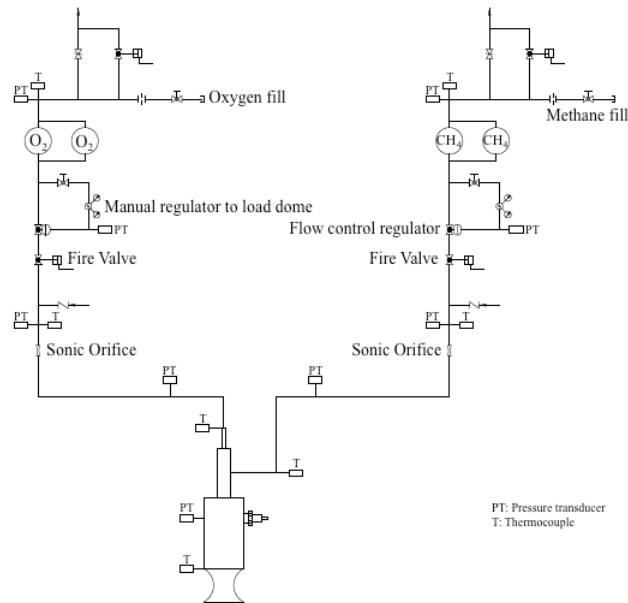 T
PT
Oxygen fill
O2
O2
Manual regulator to load dome
PT
Fire Valve
PT
T
Sonic Orifice
PT
T
PT
Methane fill
CH4
CH4
Flow control regulator
PT
Fire Valve
PT
T
Sonic Orifice
PT
T
T
PT
T
PT: Pressure transducer
T: Thermocouple